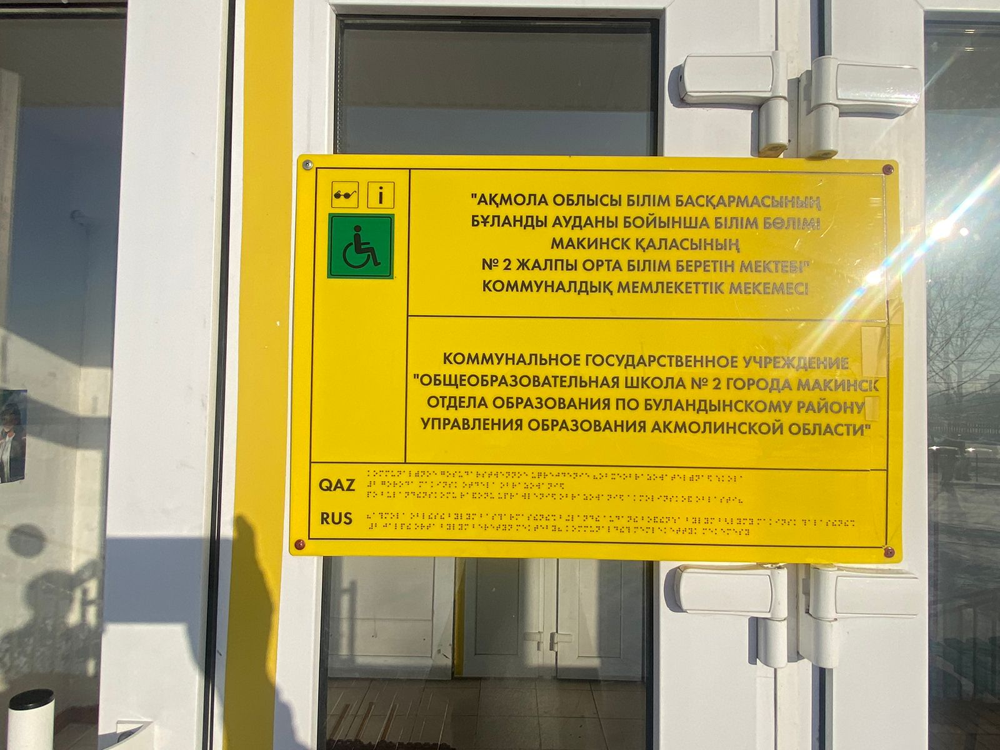 i
"АҚМОЛА ОБЛЫСЫ БІЛІМ БАСҚАРМАСЫНЫҢ
БҰЛАНДЫ АУДАНЫ БОЙЫНША БІЛІМ БӨЛІМІ
МАКИНСК ҚАЛАСЫНЫҢ
№ 2 ЖАЛПЫ ОРТА БІЛІМ БЕРЕТІН МЕКТЕБІ"
КОММУНАЛДЫҚ МЕМЛЕКЕТТІК МЕКЕМЕСІ
КОММУНАЛЬНОЕ ГОСУДАРСТВЕННОЕ УЧРЕЖДЕНИЕ
"ОБЩЕОБРАЗОВАТЕЛЬНАЯ ШКОЛА № 2 ГОРОДА МАКИНСК
ОТДЕЛА ОБРАЗОВАНИЯ ПО БУЛАНДЫНСКОМУ РАЙОНУ
УПРАВЛЕНИЯ ОБРАЗОВАНИЯ АКМОЛИНСКОЙ ОБЛАСТИ"
QAZ
RUS